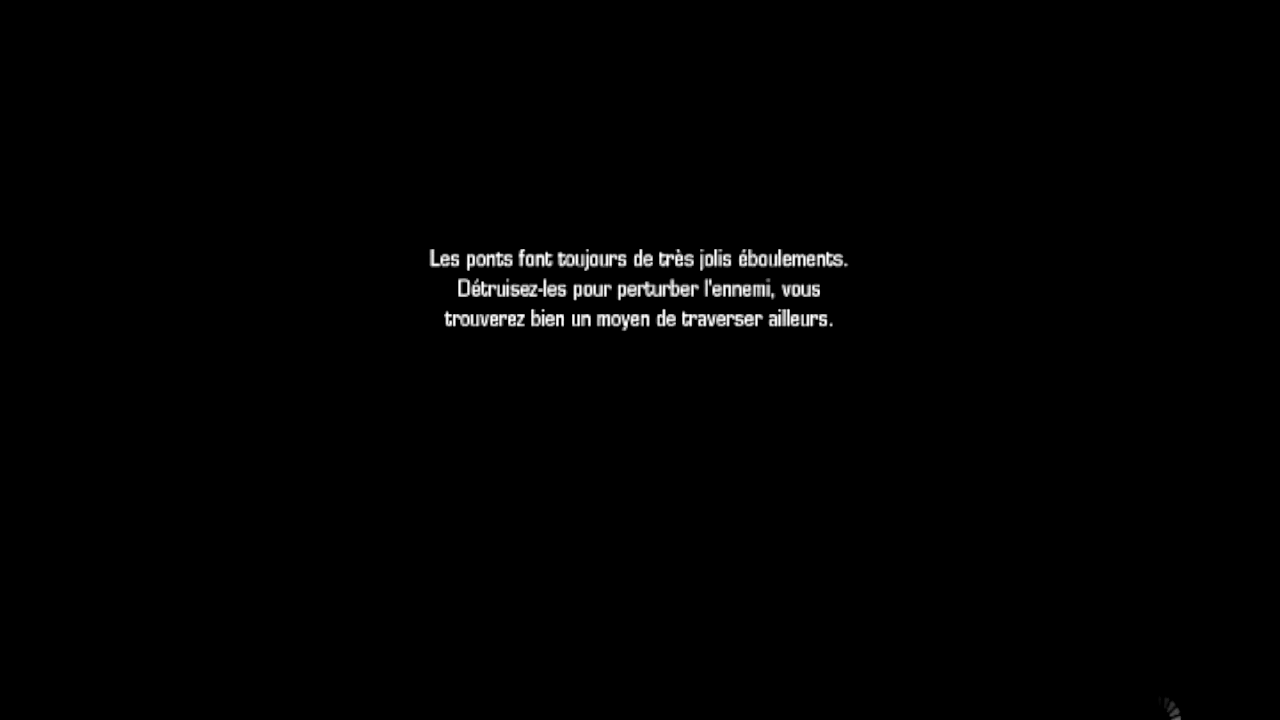 Les ponts font toujours de très jolis éboulements.
Détruisez-les pour perturber l'ennemi, vous
trouverez bien un moyen de traverser ailleurs.